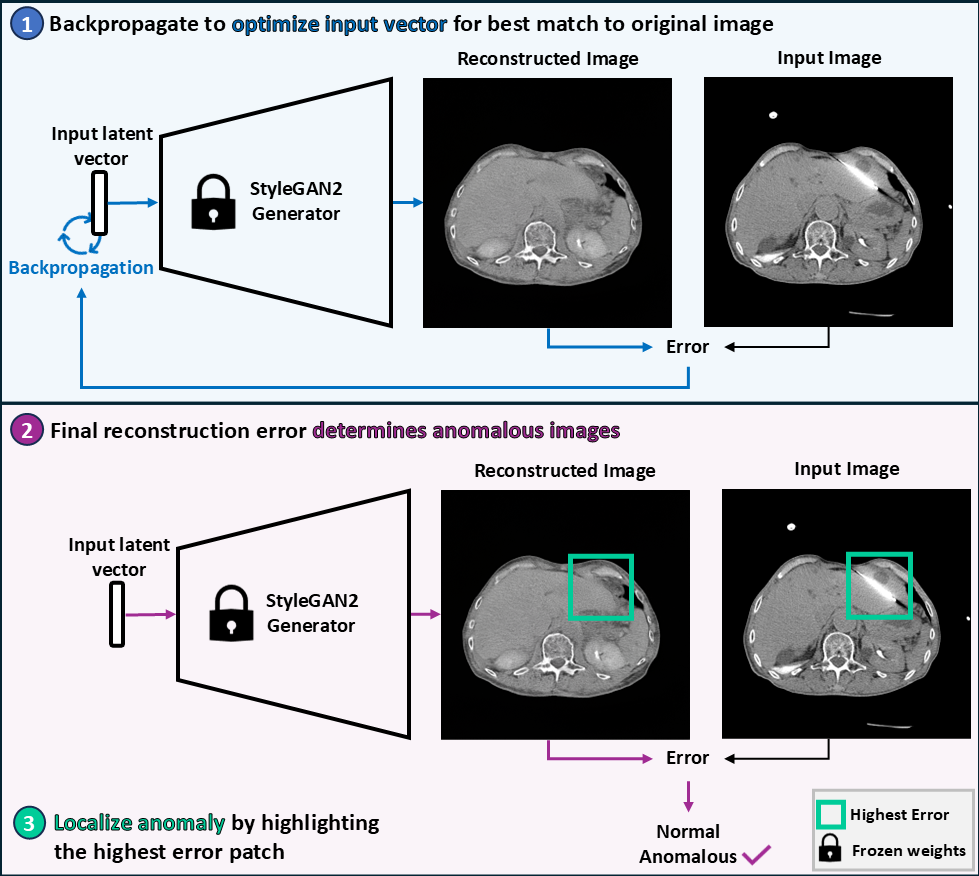 1 Backpropagate to optimize input vector for best match to original image
Reconstructed Image
Input Image
Input latent
vector
StyleGAN2
Generator
Backpropagation
Error
2 Final reconstruction error determines anomalous images
Reconstructed Image
Input Image
Input latent
vector
StyleGAN2
Generator
Error
Normal
Anomalous
3 Localize anomaly by highlighting
the highest error patch
Highest Error
Frozen weights